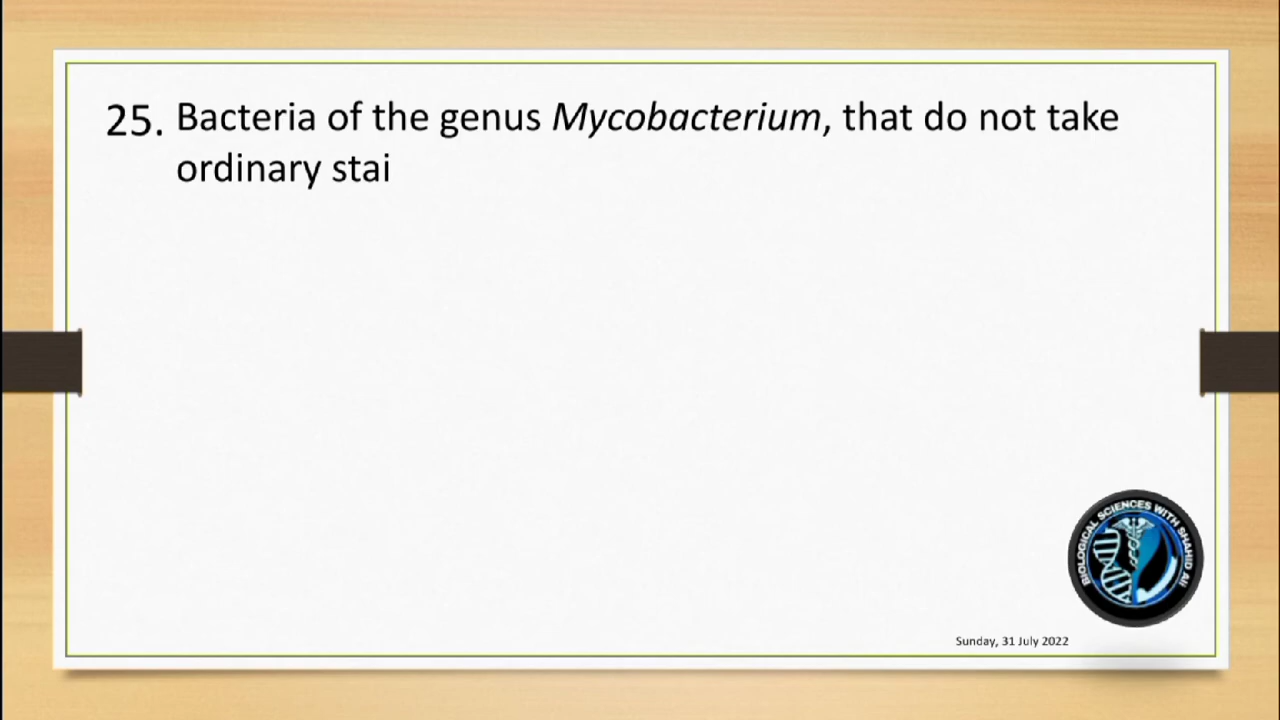 25. Bacteria of the genus Mycobacterium, that do not take
ordinary stai
BIOLOGICAL SCIENCES WITH SHAHID Ali
Sunday, 31 July 2022